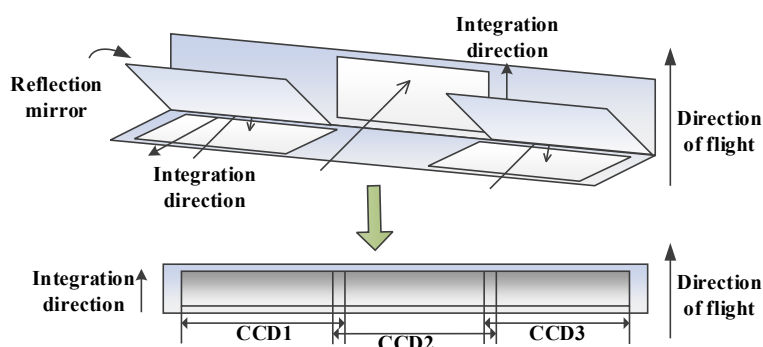 Integration
direction
Reflection
mirror
Direction
of flight
Integration
direction
Integration
direction
Direction
of flight
CCD1
CCD2
CCD3